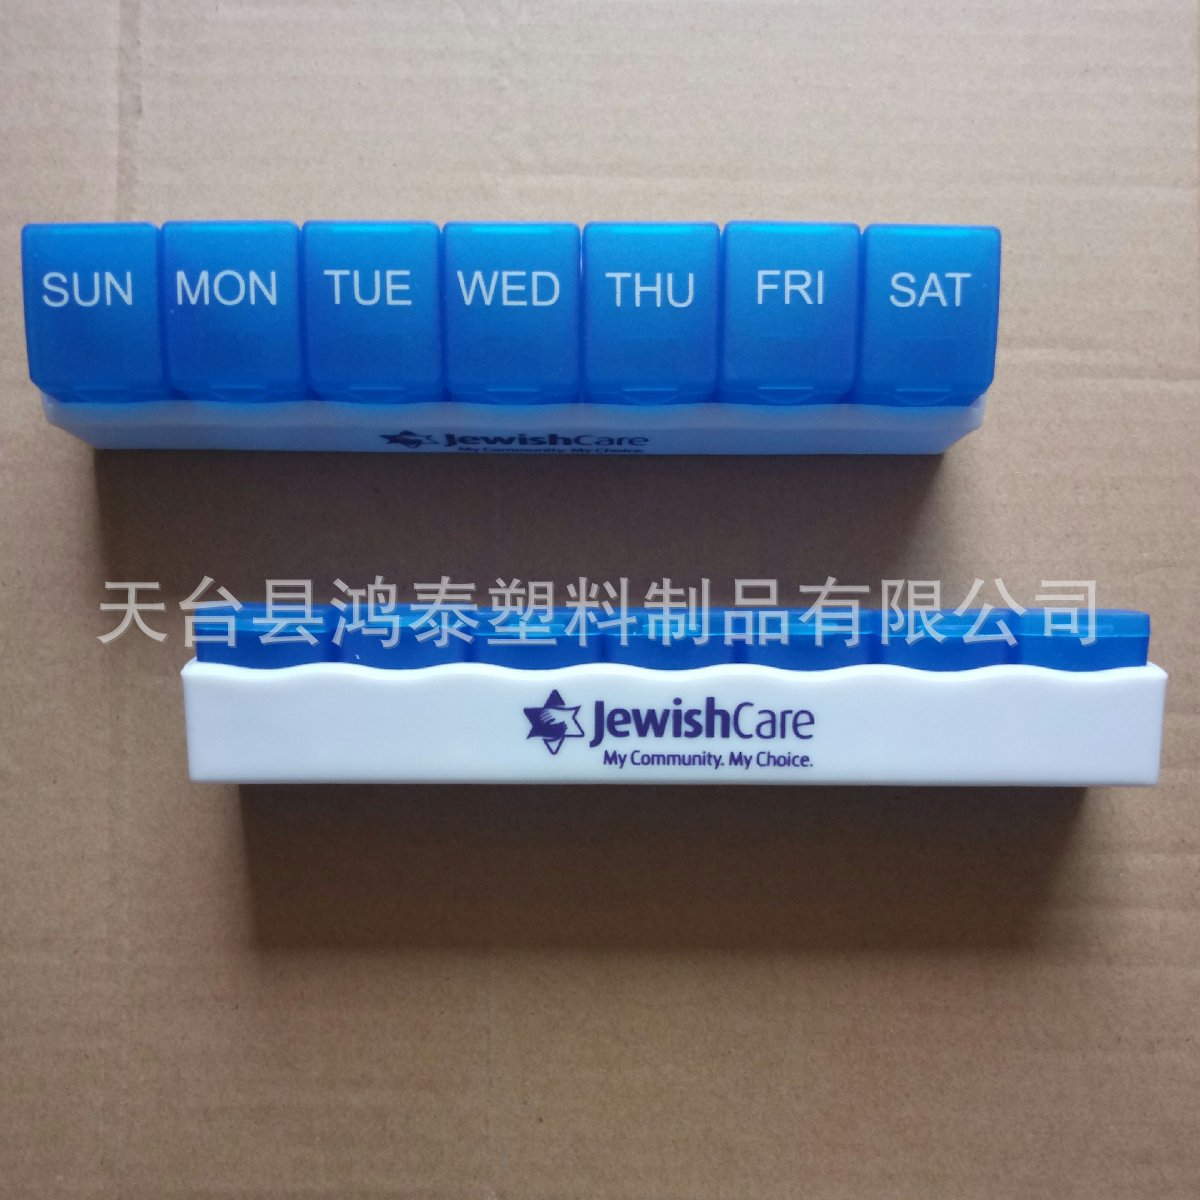 SUN MON TUE WED THU FRI SAT
JewishCare
My Community. My Choice.
天台县鸿泰塑料制品有限公司
JewishCare
My Community. My Choice.